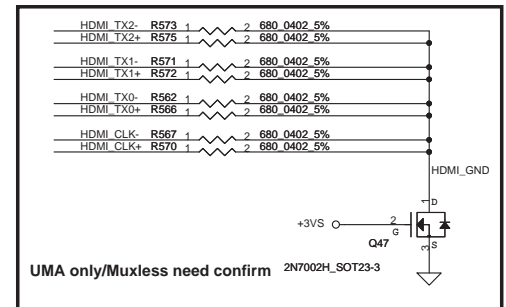 HDMI_TX2- R573 1 2 680_0402_5%
HDMI_TX2+ R575 1 2 680_0402_5%
HDMI_TX1- R571 1 2 680_0402_5%
HDMI_TX1+ R572 1 2 680_0402_5%
HDMI_TX0- R562 1 2 680_0402_5%
HDMI_TX0+ R566 1 2 680_0402_5%
HDMI_CLK- R567 1 2 680_0402_5%
HDMI_CLK+ R570 1 2 680_0402_5%
HDMI_GND
1 D
+3VS 2
G
Q47
3 S
UMA only/Muxless need confirm 2N7002H_SOT23-3